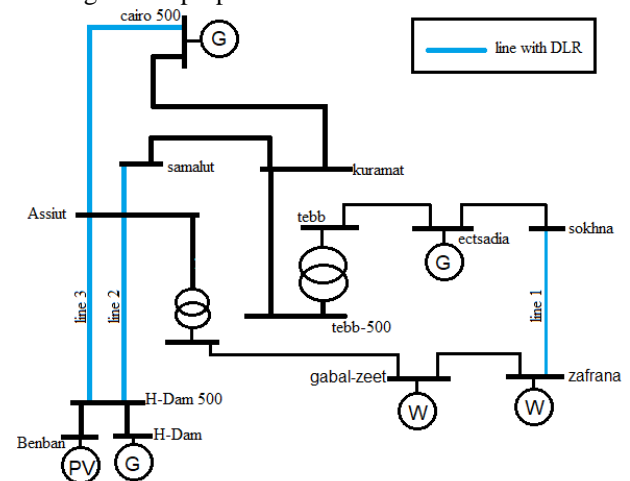 cairo 500
G
line with DLR
samalut
kuramat
Assiut
tebb
ectsadia
sokhna
G
line 3
line 2
line 1
tebb-500
gabal-zeet
zafrana
W
W
H-Dam 500
Benban
H-Dam
PV
G